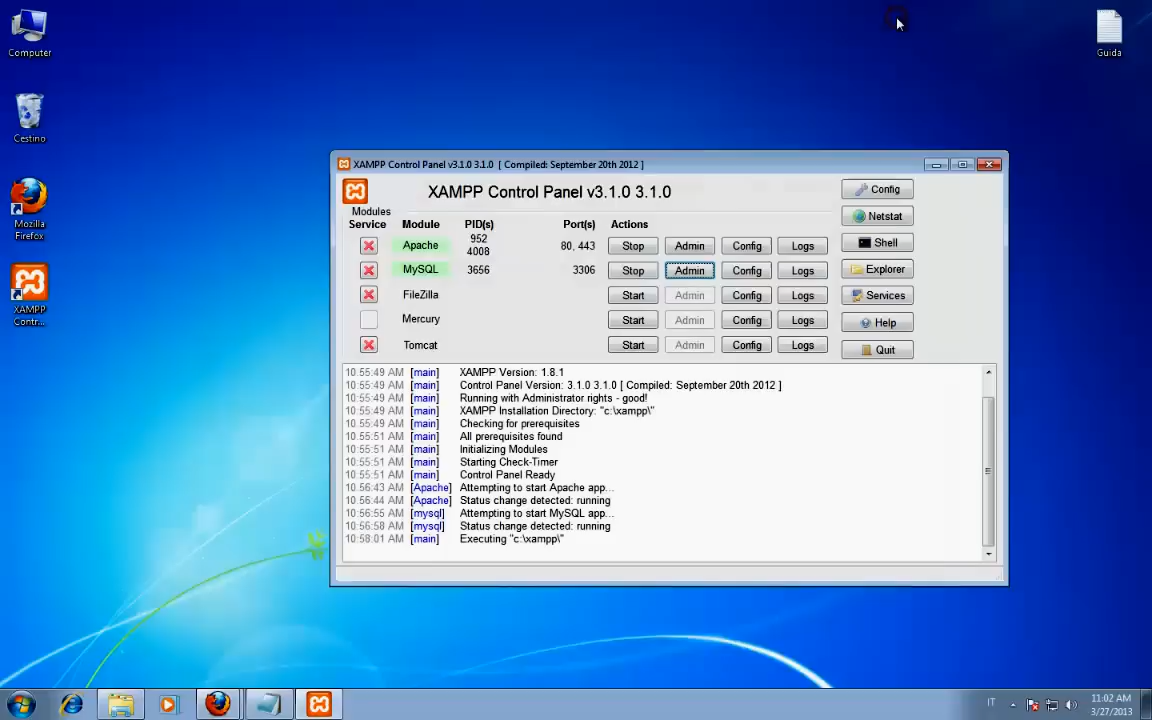 Computer
Guida
Cestino
Mozilla
Firefox
XAMPP
Contr...
XAMPP Control Panel v3.1.0 3.1.0 [ Compiled: September 20th 2012 ]
XAMPP Control Panel v3.1.0 3.1.0
Config
Modules
Service Module PID(s) Port(s) Actions
Netstat
Apache 952 4008 80, 443 Stop Admin Config Logs
Shell
MySQL 3656 3306 Stop Admin Config Logs
Explorer
FileZilla Start Admin Config Logs
Services
Mercury Start Admin Config Logs
Help
Tomcat Start Admin Config Logs
Quit
10:55:49 AM [main] XAMPP Version: 1.8.1
10:55:49 AM [main] Control Panel Version: 3.1.0 3.1.0 [ Compiled: September 20th 2012 ]
10:55:49 AM [main] Running with Administrator rights - good!
10:55:49 AM [main] XAMPP Installation Directory: "c:\xampp\"
10:55:49 AM [main] Checking for prerequisites
10:55:51 AM [main] All prerequisites found
10:55:51 AM [main] Initializing Modules
10:55:51 AM [main] Starting Check-Timer
10:55:51 AM [main] Control Panel Ready
10:56:43 AM [Apache] Attempting to start Apache app...
10:56:44 AM [Apache] Status change detected: running
10:56:55 AM [mysql] Attempting to start MySQL app...
10:56:58 AM [mysql] Status change detected: running
10:58:01 AM [main] Executing "c:\xampp\"
IT
11:02 AM
3/27/2013